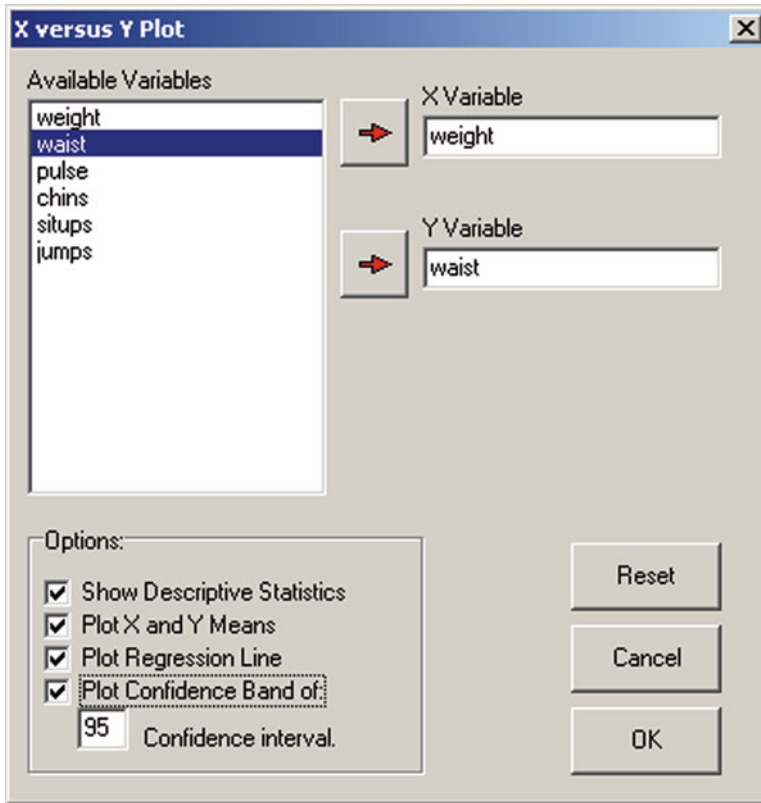 X versus Y Plot
Available Variables
weight
waist
pulse
chins
situps
jumps
X Variable
weight
Y Variable
waist
Options:
Show Descriptive Statistics
Plot X and Y Means
Plot Regression Line
Plot Confidence Band of:
95 Confidence interval.
Reset
Cancel
OK